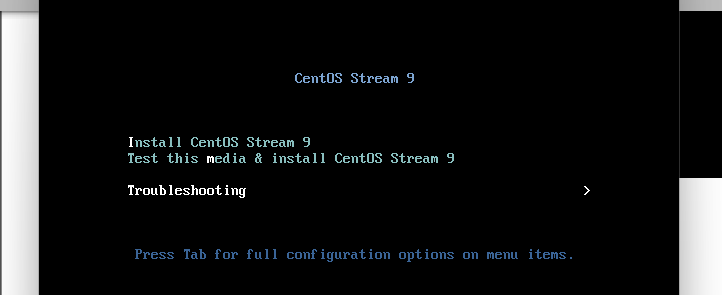 CentOS Stream 9
Install CentOS Stream 9
Test this media & install CentOS Stream 9
Troubleshooting >
Press Tab for full configuration options on menu items.